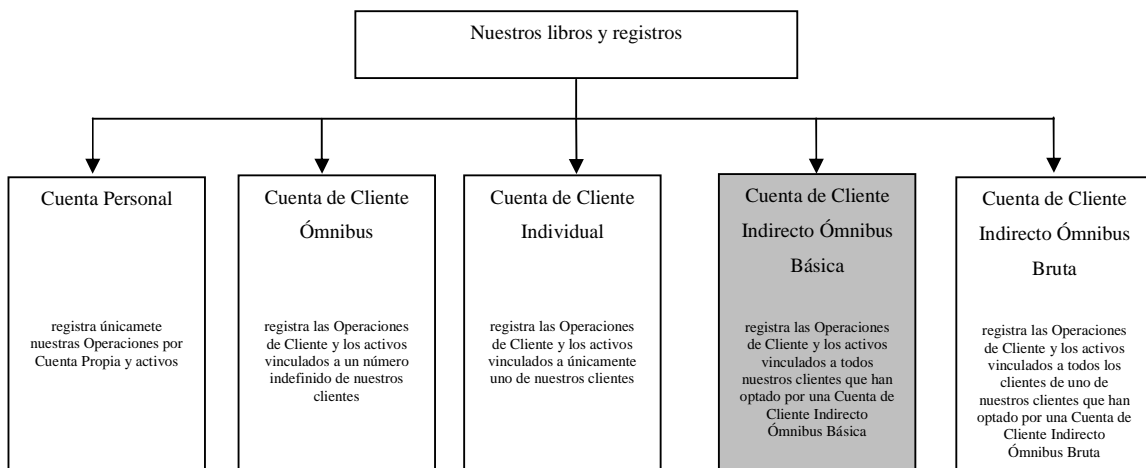 Nuestros libros y registros
Cuenta Personal
registra únicamete
nuestras Operaciones por
Cuenta Propia y activos
Cuenta de Cliente
Ómnibus
registra las Operaciones
de Cliente y los activos
vinculados a un número
indefinido de nuestros
clientes
Cuenta de Cliente
Individual
registra las Operaciones
de Cliente y los activos
vinculados a únicamente
uno de nuestros clientes
Cuenta de Cliente
Indirecto Ómnibus
Básica
registra las Operaciones
de Cliente y los activos
vinculados a todos
nuestros clientes que han
optado por una Cuenta de
Cliente Indirecto
Ómnibus Básica
Cuenta de Cliente
Indirecto Ómnibus
Bruta
registra las Operaciones
de Cliente y los activos
vinculados a todos los
clientes de uno de
nuestros clientes que han
optado por una Cuenta de
Cliente Indirecto
Ómnibus Bruta